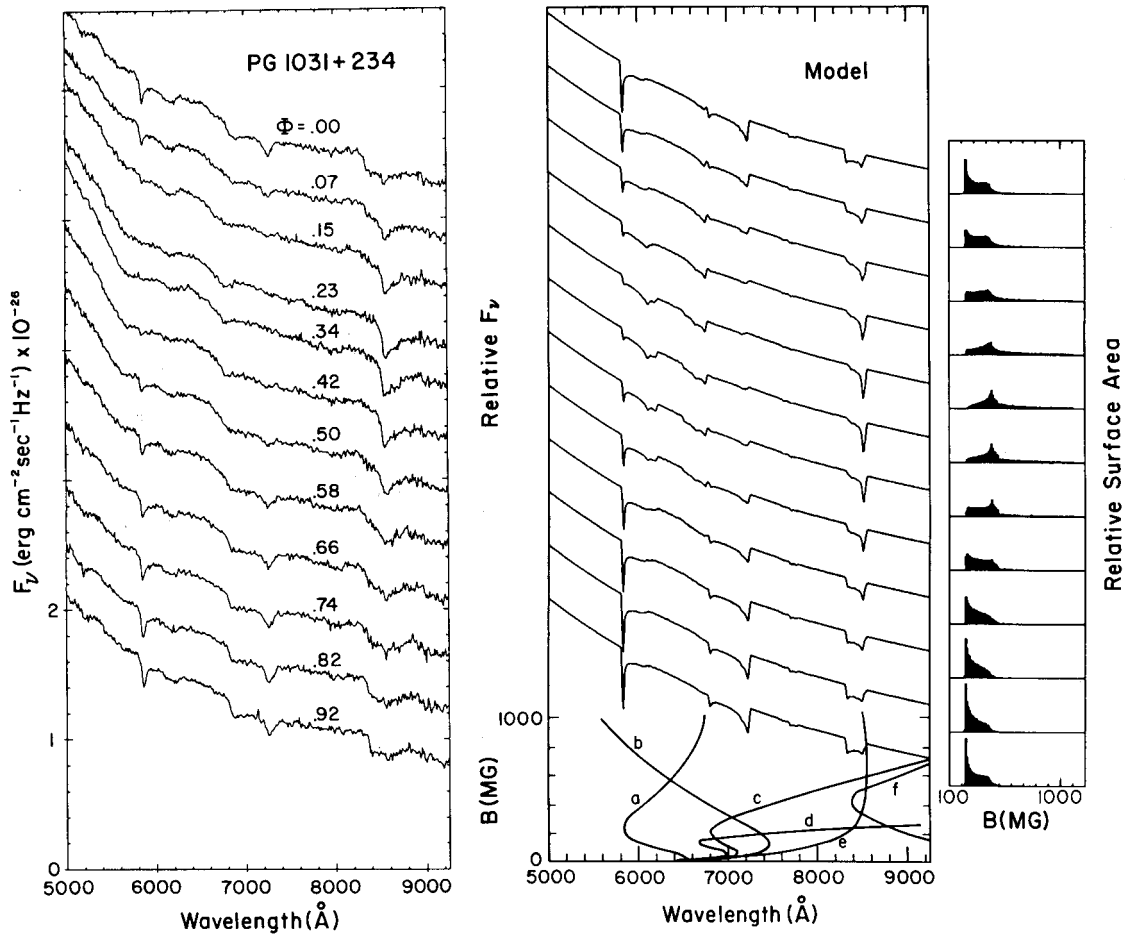 PG 1031+234
Φ=.00
.07
.15
.23
.34
.42
.50
.58
.66
.74
.82
.92
2
1
0
5000 6000 7000 8000 9000
Wavelength (Å)
Fν (erg cm⁻² sec⁻¹ Hz⁻¹) x 10⁻²⁶
Model
Relative Fν
1000
B(MG)
0
a
b
c
d
e
f
5000 6000 7000 8000 9000
Wavelength (Å)
100 1000
B(MG)
Relative Surface Area